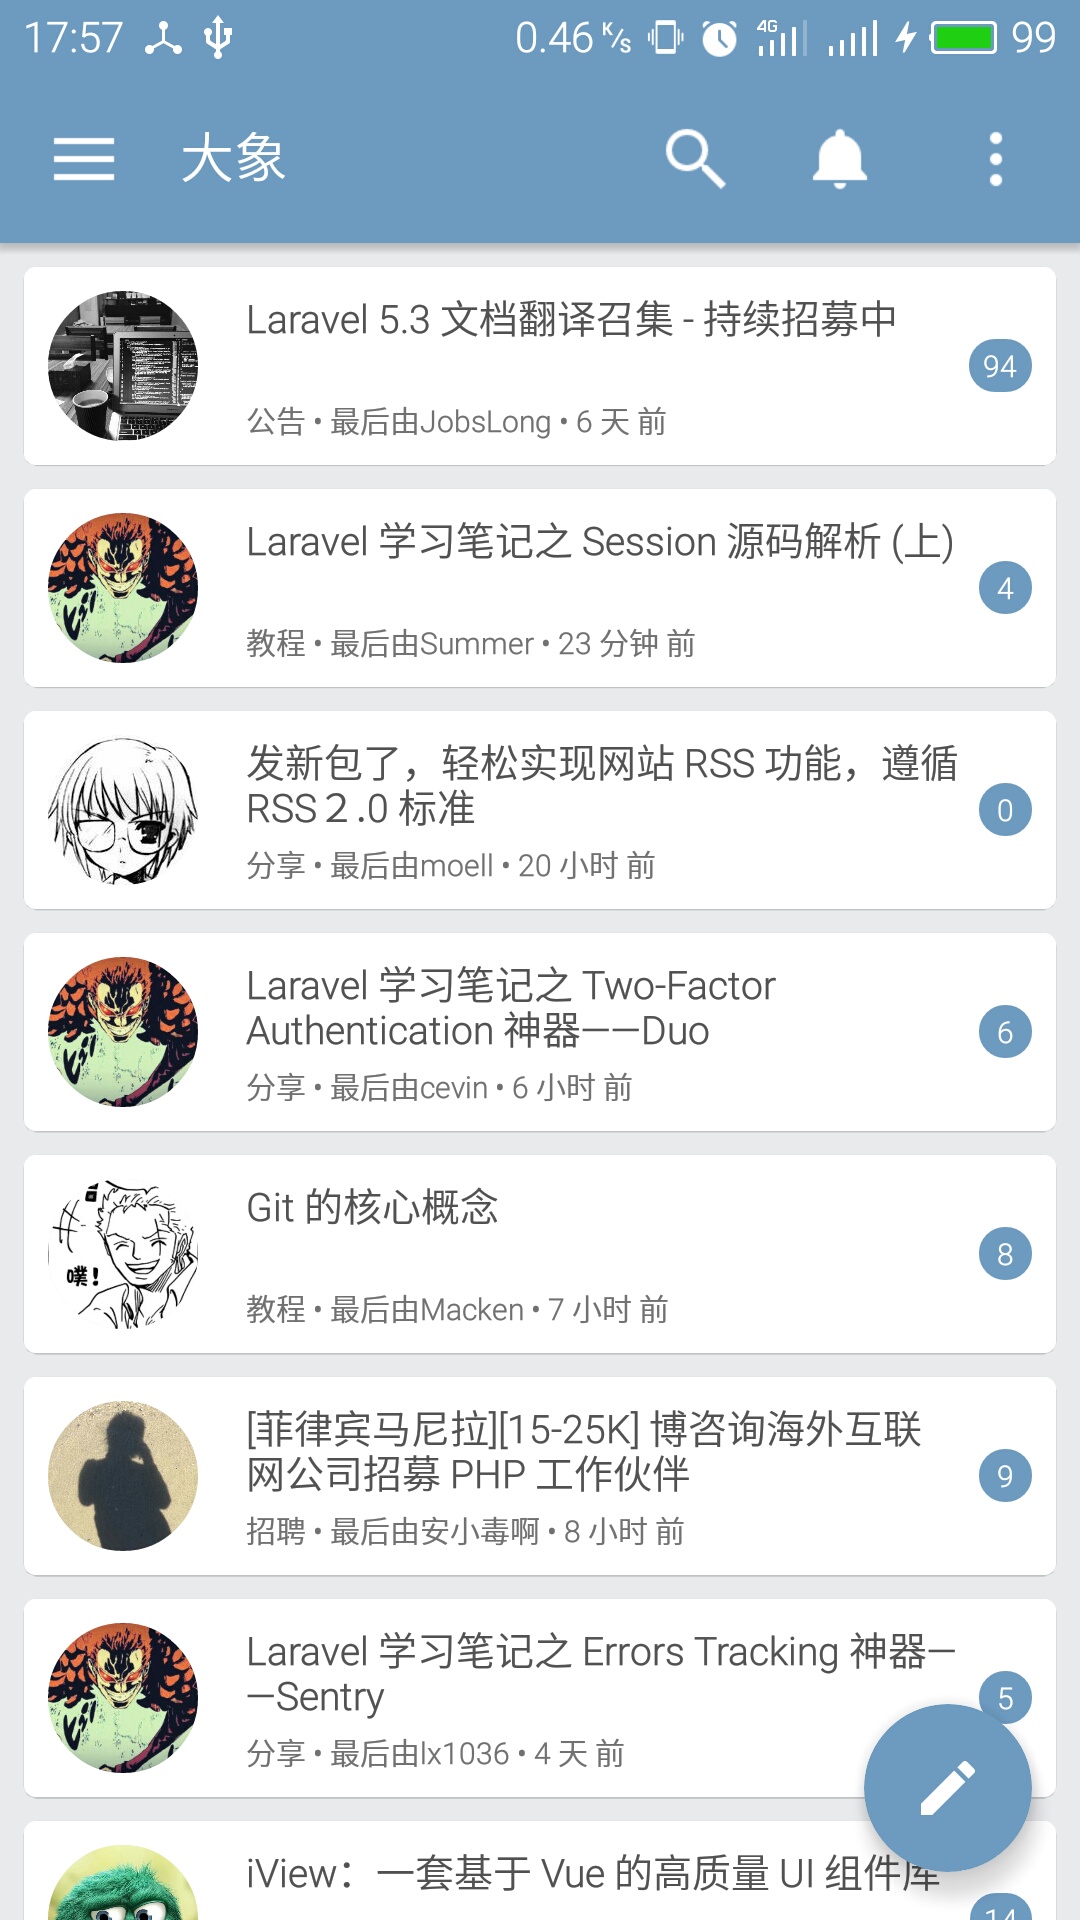 17:57
0.46 K/s 4G 99
大象
Laravel 5.3 文档翻译召集 - 持续招募中
94
公告 • 最后由JobsLong • 6 天 前
Laravel 学习笔记之 Session 源码解析 (上)
4
教程 • 最后由Summer • 23 分钟 前
发新包了，轻松实现网站 RSS 功能，遵循
RSS２.0 标准
0
分享 • 最后由moell • 20 小时 前
Laravel 学习笔记之 Two-Factor
Authentication 神器——Duo
6
分享 • 最后由cevin • 6 小时 前
Git 的核心概念
8
噗!
教程 • 最后由Macken • 7 小时 前
[菲律宾马尼拉][15-25K] 博咨询海外互联
网公司招募 PHP 工作伙伴
9
招聘 • 最后由安小毒啊 • 8 小时 前
Laravel 学习笔记之 Errors Tracking 神器—
—Sentry
5
分享 • 最后由lx1036 • 4 天 前
iView：一套基于 Vue 的高质量 UI 组件库
14